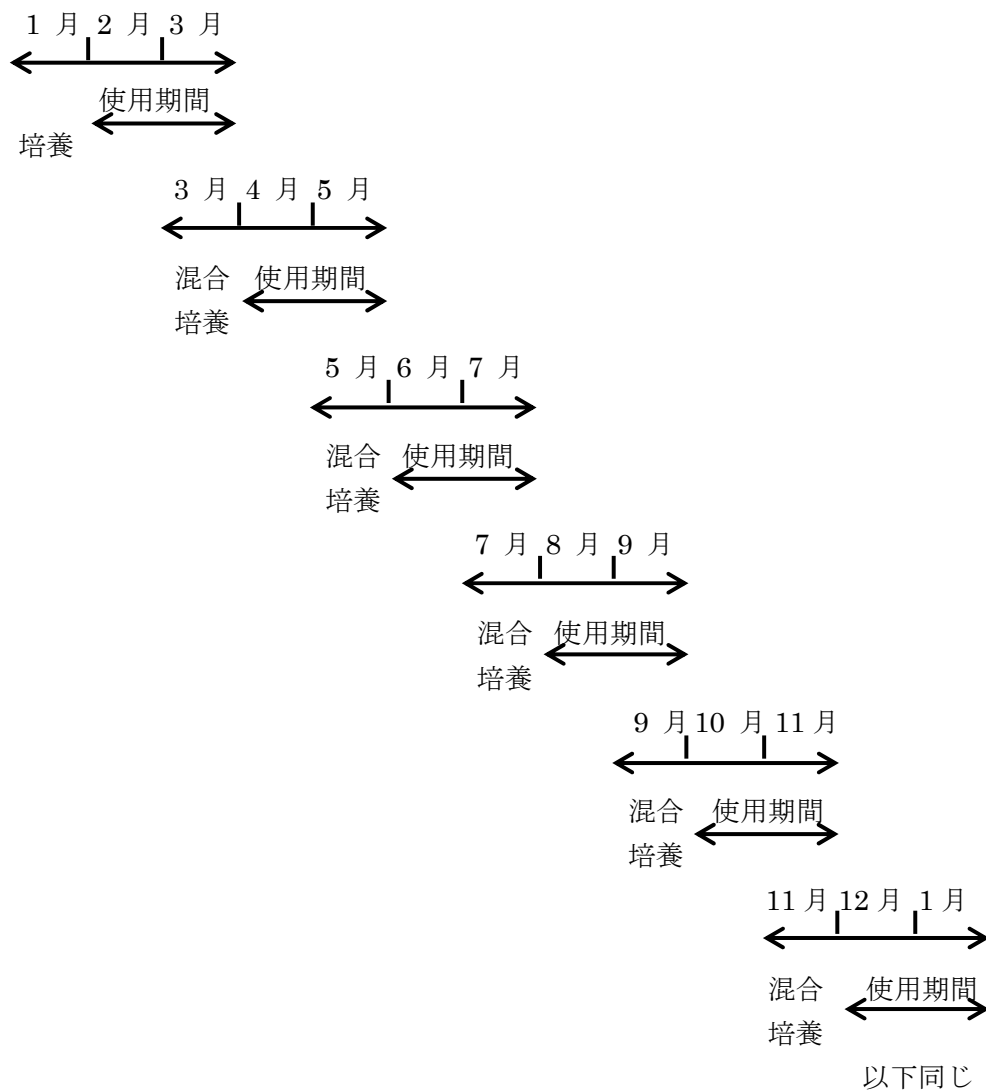 1 月 2 月 3 月
使用期間
培養
3 月 4 月 5 月
混合 使用期間
培養
5 月 6 月 7 月
混合 使用期間
培養
7 月 8 月 9 月
混合 使用期間
培養
9 月 10 月 11 月
混合 使用期間
培養
11 月 12 月 1 月
混合 使用期間
培養
以下同じ